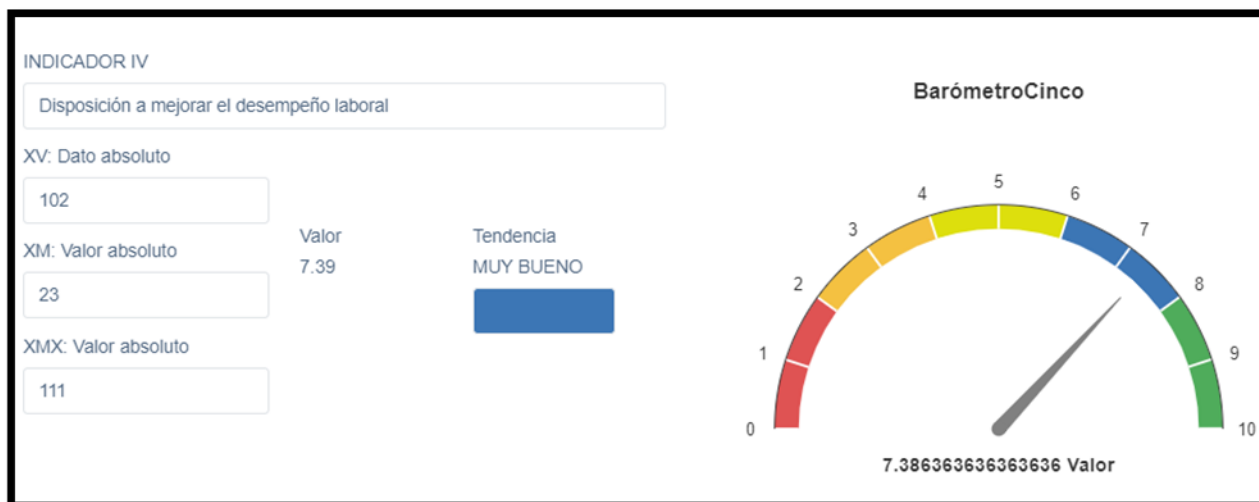 INDICADOR IV
Disposición a mejorar el desempeño laboral
XV: Dato absoluto
102
XM: Valor absoluto
23
XMX: Valor absoluto
111
Valor
7.39
Tendencia
MUY BUENO
BarómetroCinco
0
1
2
3
4
5
6
7
8
9
10
7.386363636363636 Valor